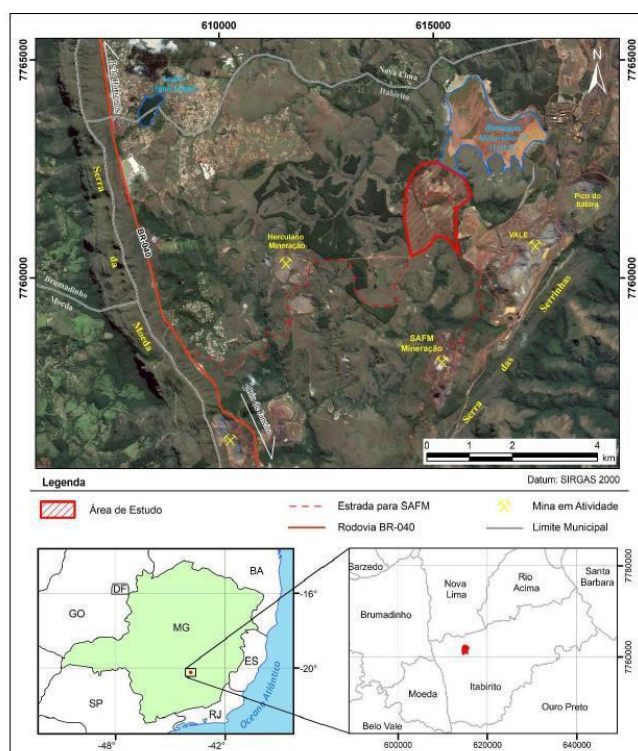 610000
615000
7765000
7765000
N
Nova Lima
Itabirito
Serra
da
Moeda
BR-040
Brumadinho
Moeda
Herculano
Mineração
Pico do
Itabira
VALE
7760000
7760000
SAFM
Mineração
Serra
das
Serrinhas
0 1 2 4
km
Legenda
Datum: SIRGAS 2000
Área de Estudo
Estrada para SAFM
Mina em Atividade
Rodovia BR-040
Limite Municipal
BA
DF
GO
MG
ES
SP
RJ
Oceano Atlântico
-16°
-20°
-48°
-42°
Sarzedo
Nova
Lima
Rio
Acima
Santa
Barbara
Brumadinho
Moeda
Itabirito
Ouro Preto
Belo Vale
7780000
7760000
600000
620000
640000